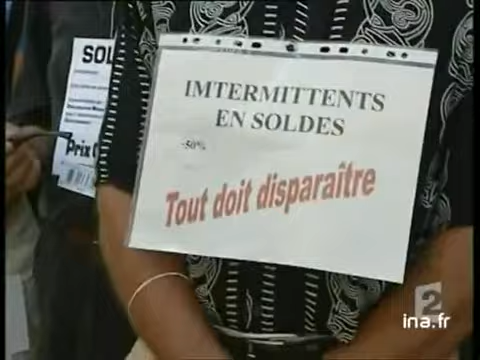 SOL
Prix
IMTERMITTENTS
EN SOLDES
-50%
Tout doit disparaître
2
ina.fr